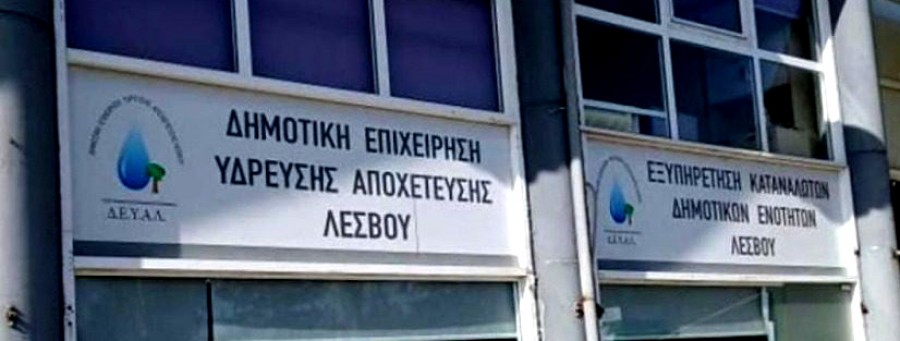 ΔΗΜΟΤΙΚΗ ΕΠΙΧΕΙΡΗΣΗ
ΥΔΡΕΥΣΗΣ ΑΠΟΧΕΤΕΥΣΗΣ
ΛΕΣΒΟΥ
Δ.Ε.Υ.Α.Λ.
ΕΞΥΠΗΡΕΤΗΣΗ ΚΑΤΑΝΑΛΩΤΩΝ
ΔΗΜΟΤΙΚΩΝ ΕΝΟΤΗΤΩΝ
ΛΕΣΒΟΥ
Δ.Ε.Υ.Α.Λ.